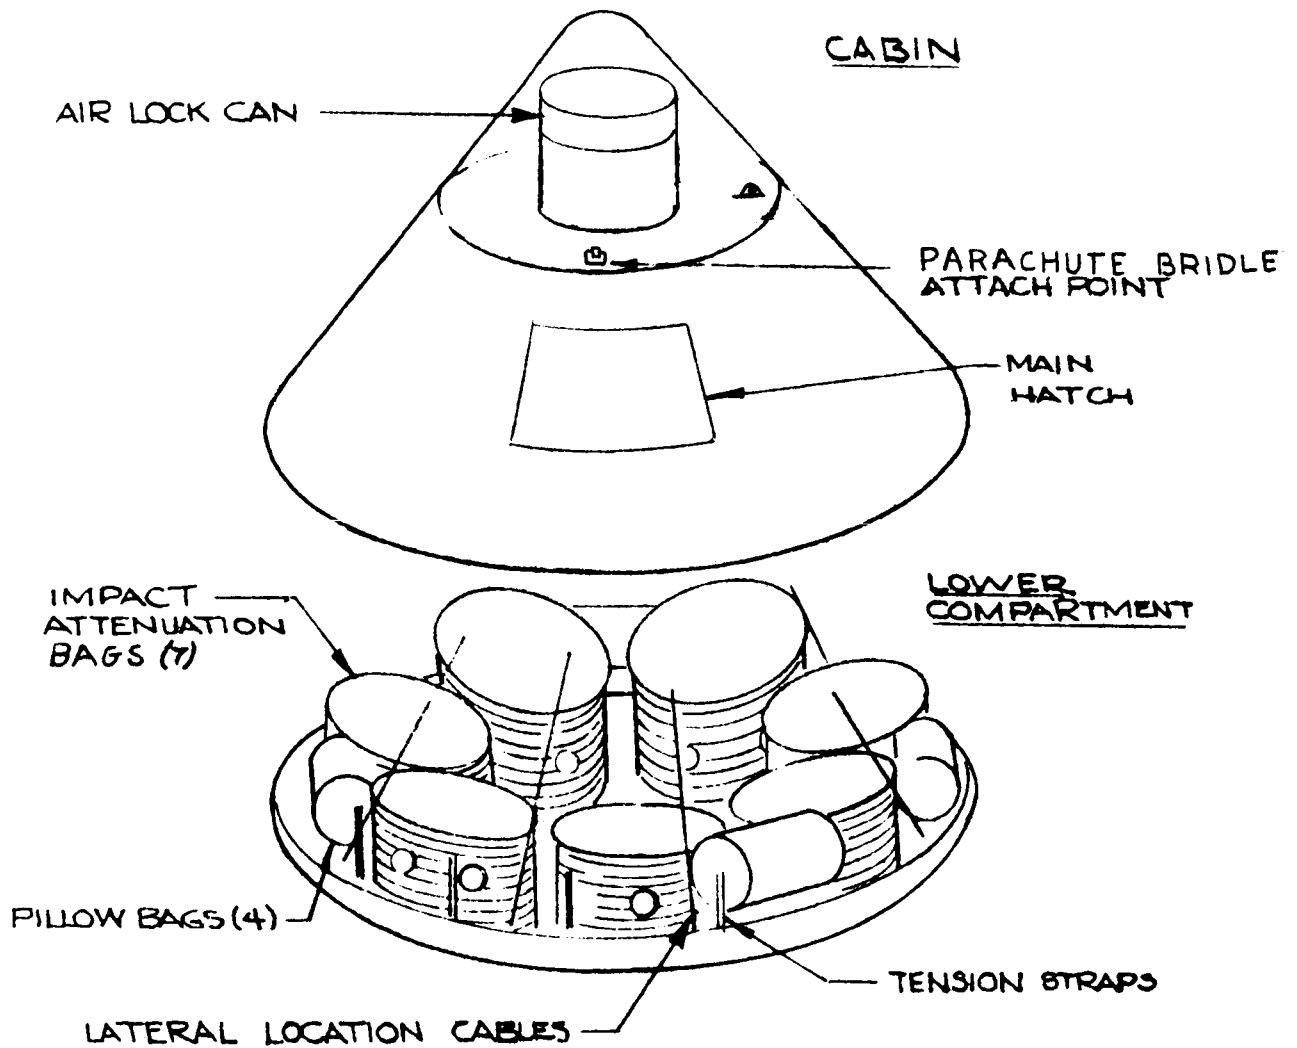 CABIN
AIR LOCK CAN
PARACHUTE BRIDLE
ATTACH POINT
MAIN
HATCH
IMPACT
ATTENUATION
BAGS (7)
LOWER
COMPARTMENT
PILLOW BAGS (4)
TENSION STRAPS
LATERAL LOCATION CABLES